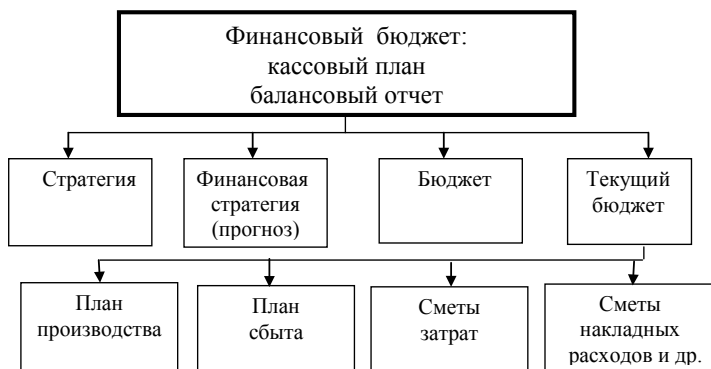 Финансовый бюджет:
кассовый план
балансовый отчет
Стратегия
Финансовая
стратегия
(прогноз)
Бюджет
Текущий
бюджет
План
производства
План
сбыта
Сметы
затрат
Сметы
накладных
расходов и др.